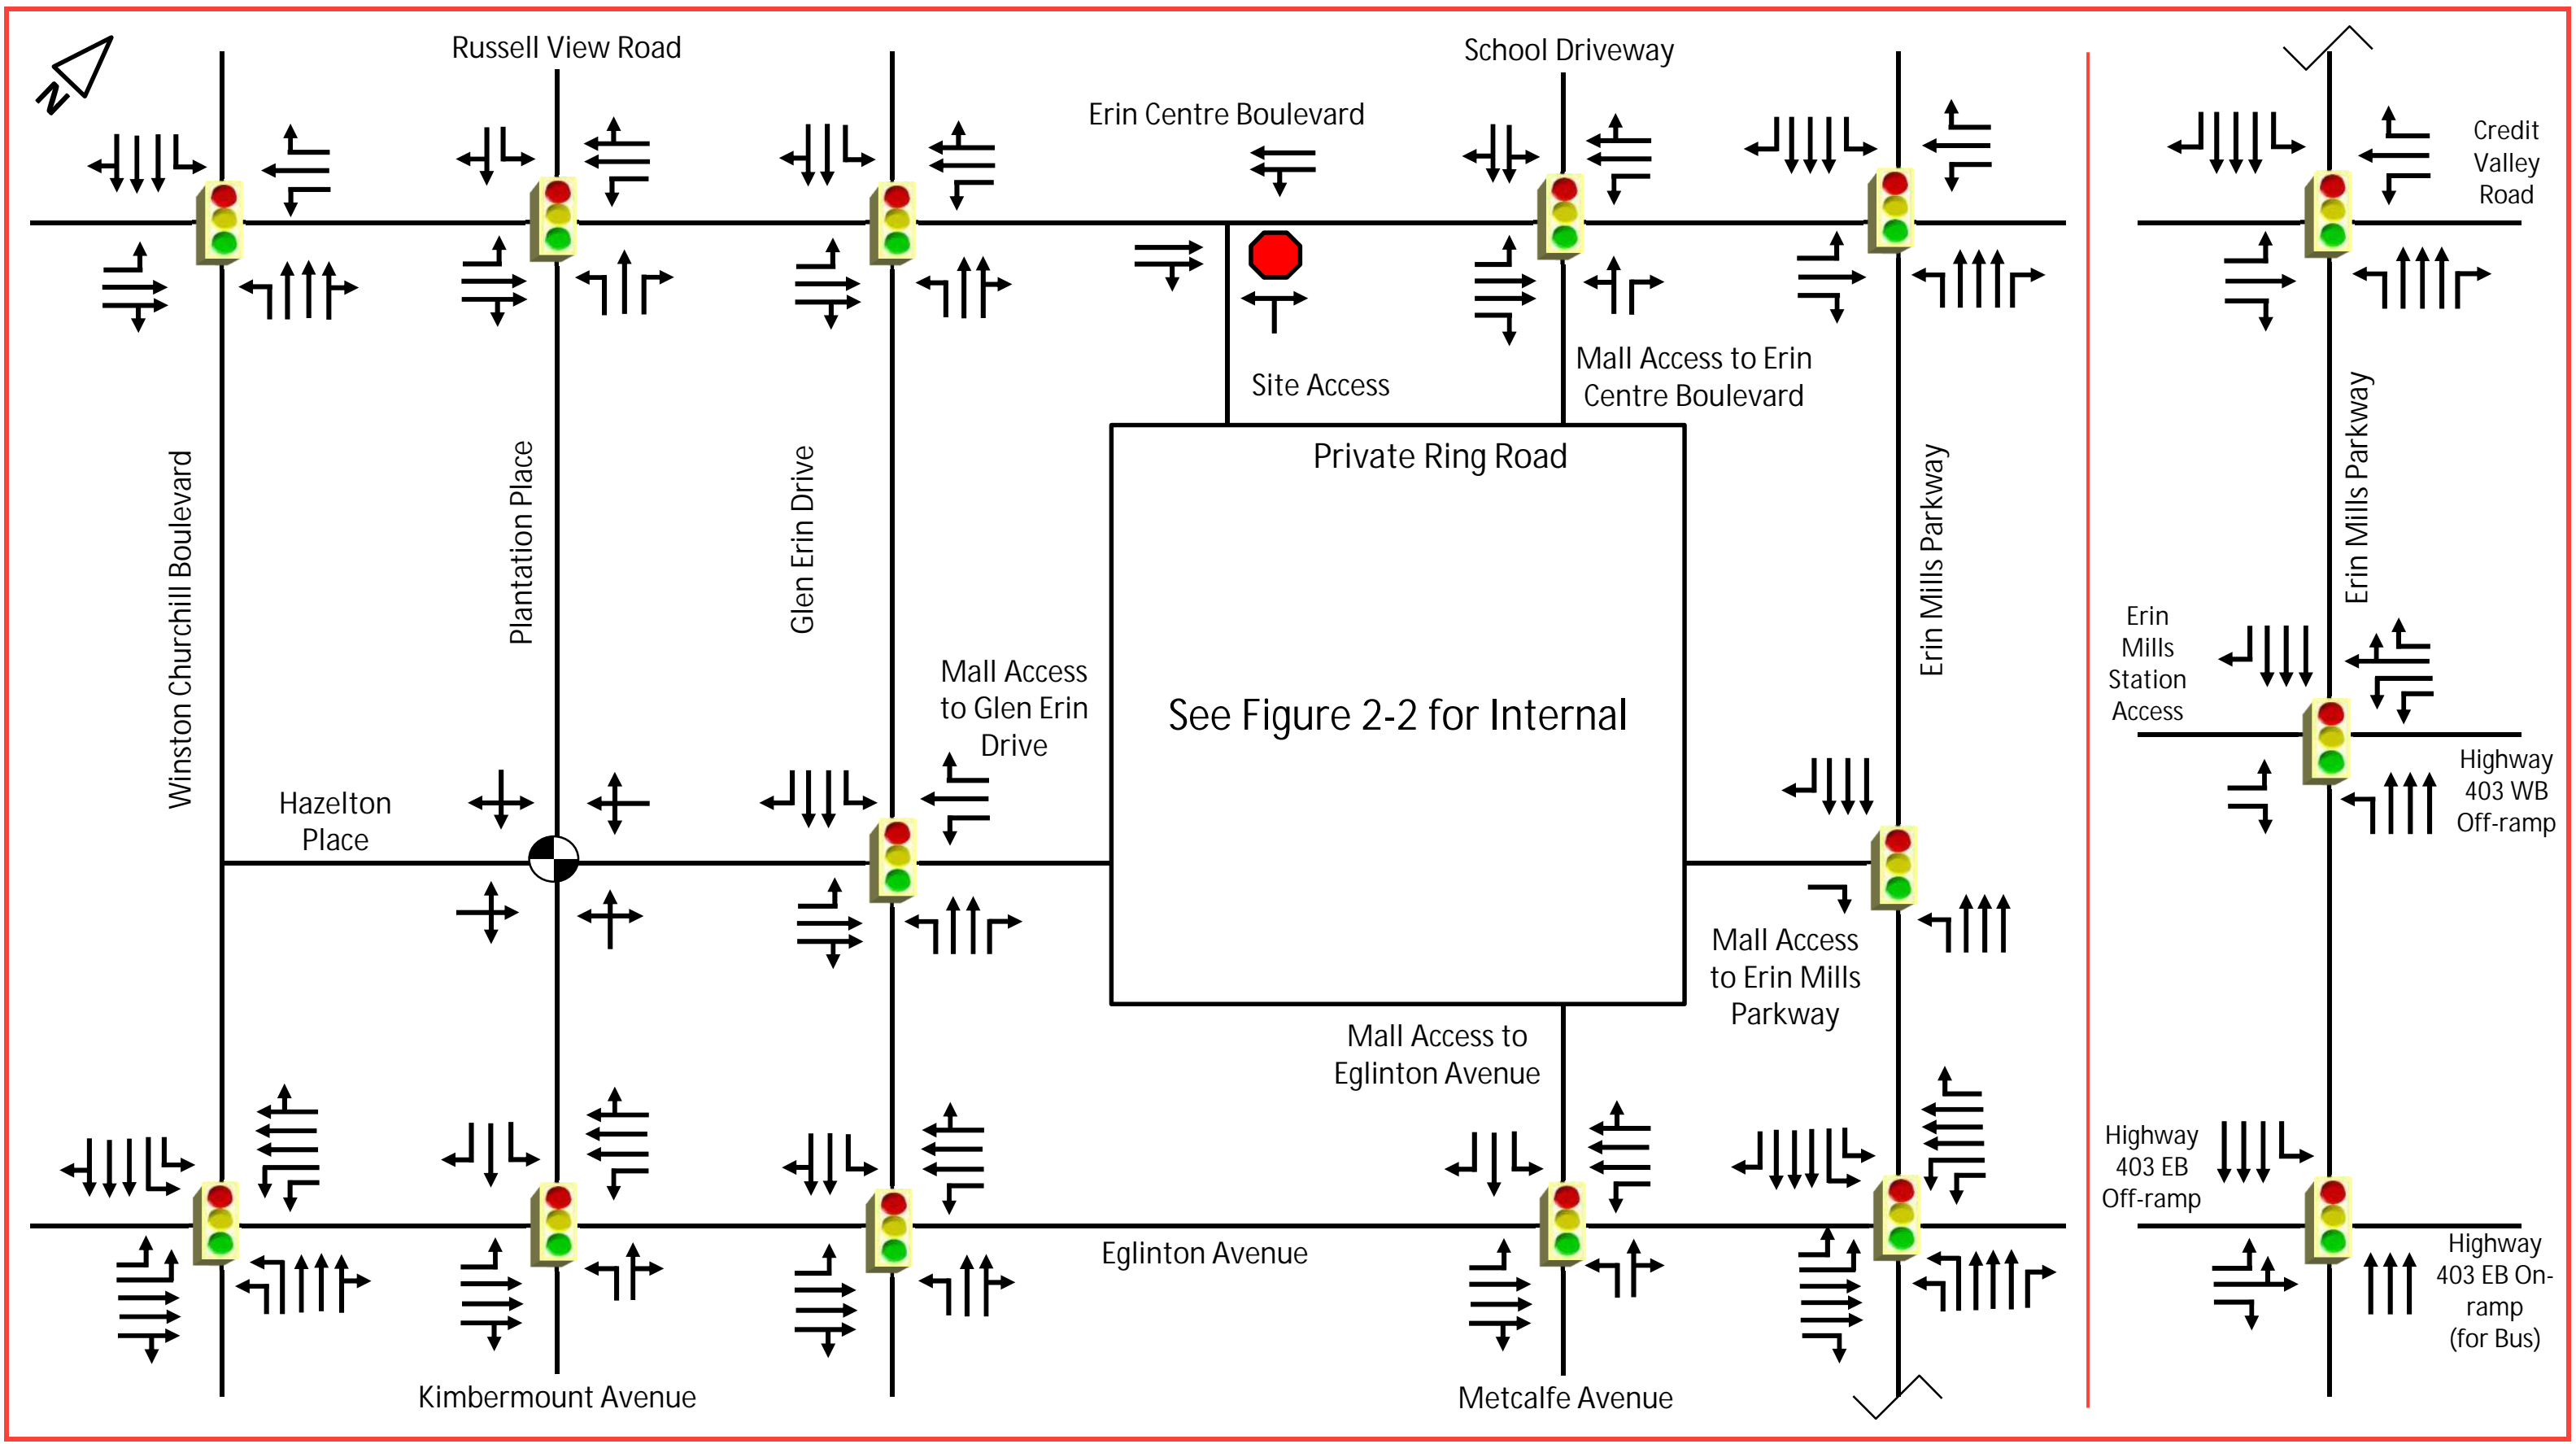 N
Russell View Road
School Driveway
Erin Centre Boulevard
Credit
Valley
Road
Site Access
Mall Access to Erin
Centre Boulevard
Private Ring Road
Winston Churchill Boulevard
Plantation Place
Glen Erin Drive
Erin Mills Parkway
Erin Mills Parkway
Mall Access
to Glen Erin
Drive
See Figure 2-2 for Internal
Erin
Mills
Station
Access
Highway
403 WB
Off-ramp
Hazelton
Place
Mall Access
to Erin Mills
Parkway
Mall Access to
Eglinton Avenue
Highway
403 EB
Off-ramp
Eglinton Avenue
Highway
403 EB On-
ramp
(for Bus)
Kimbermount Avenue
Metcalfe Avenue